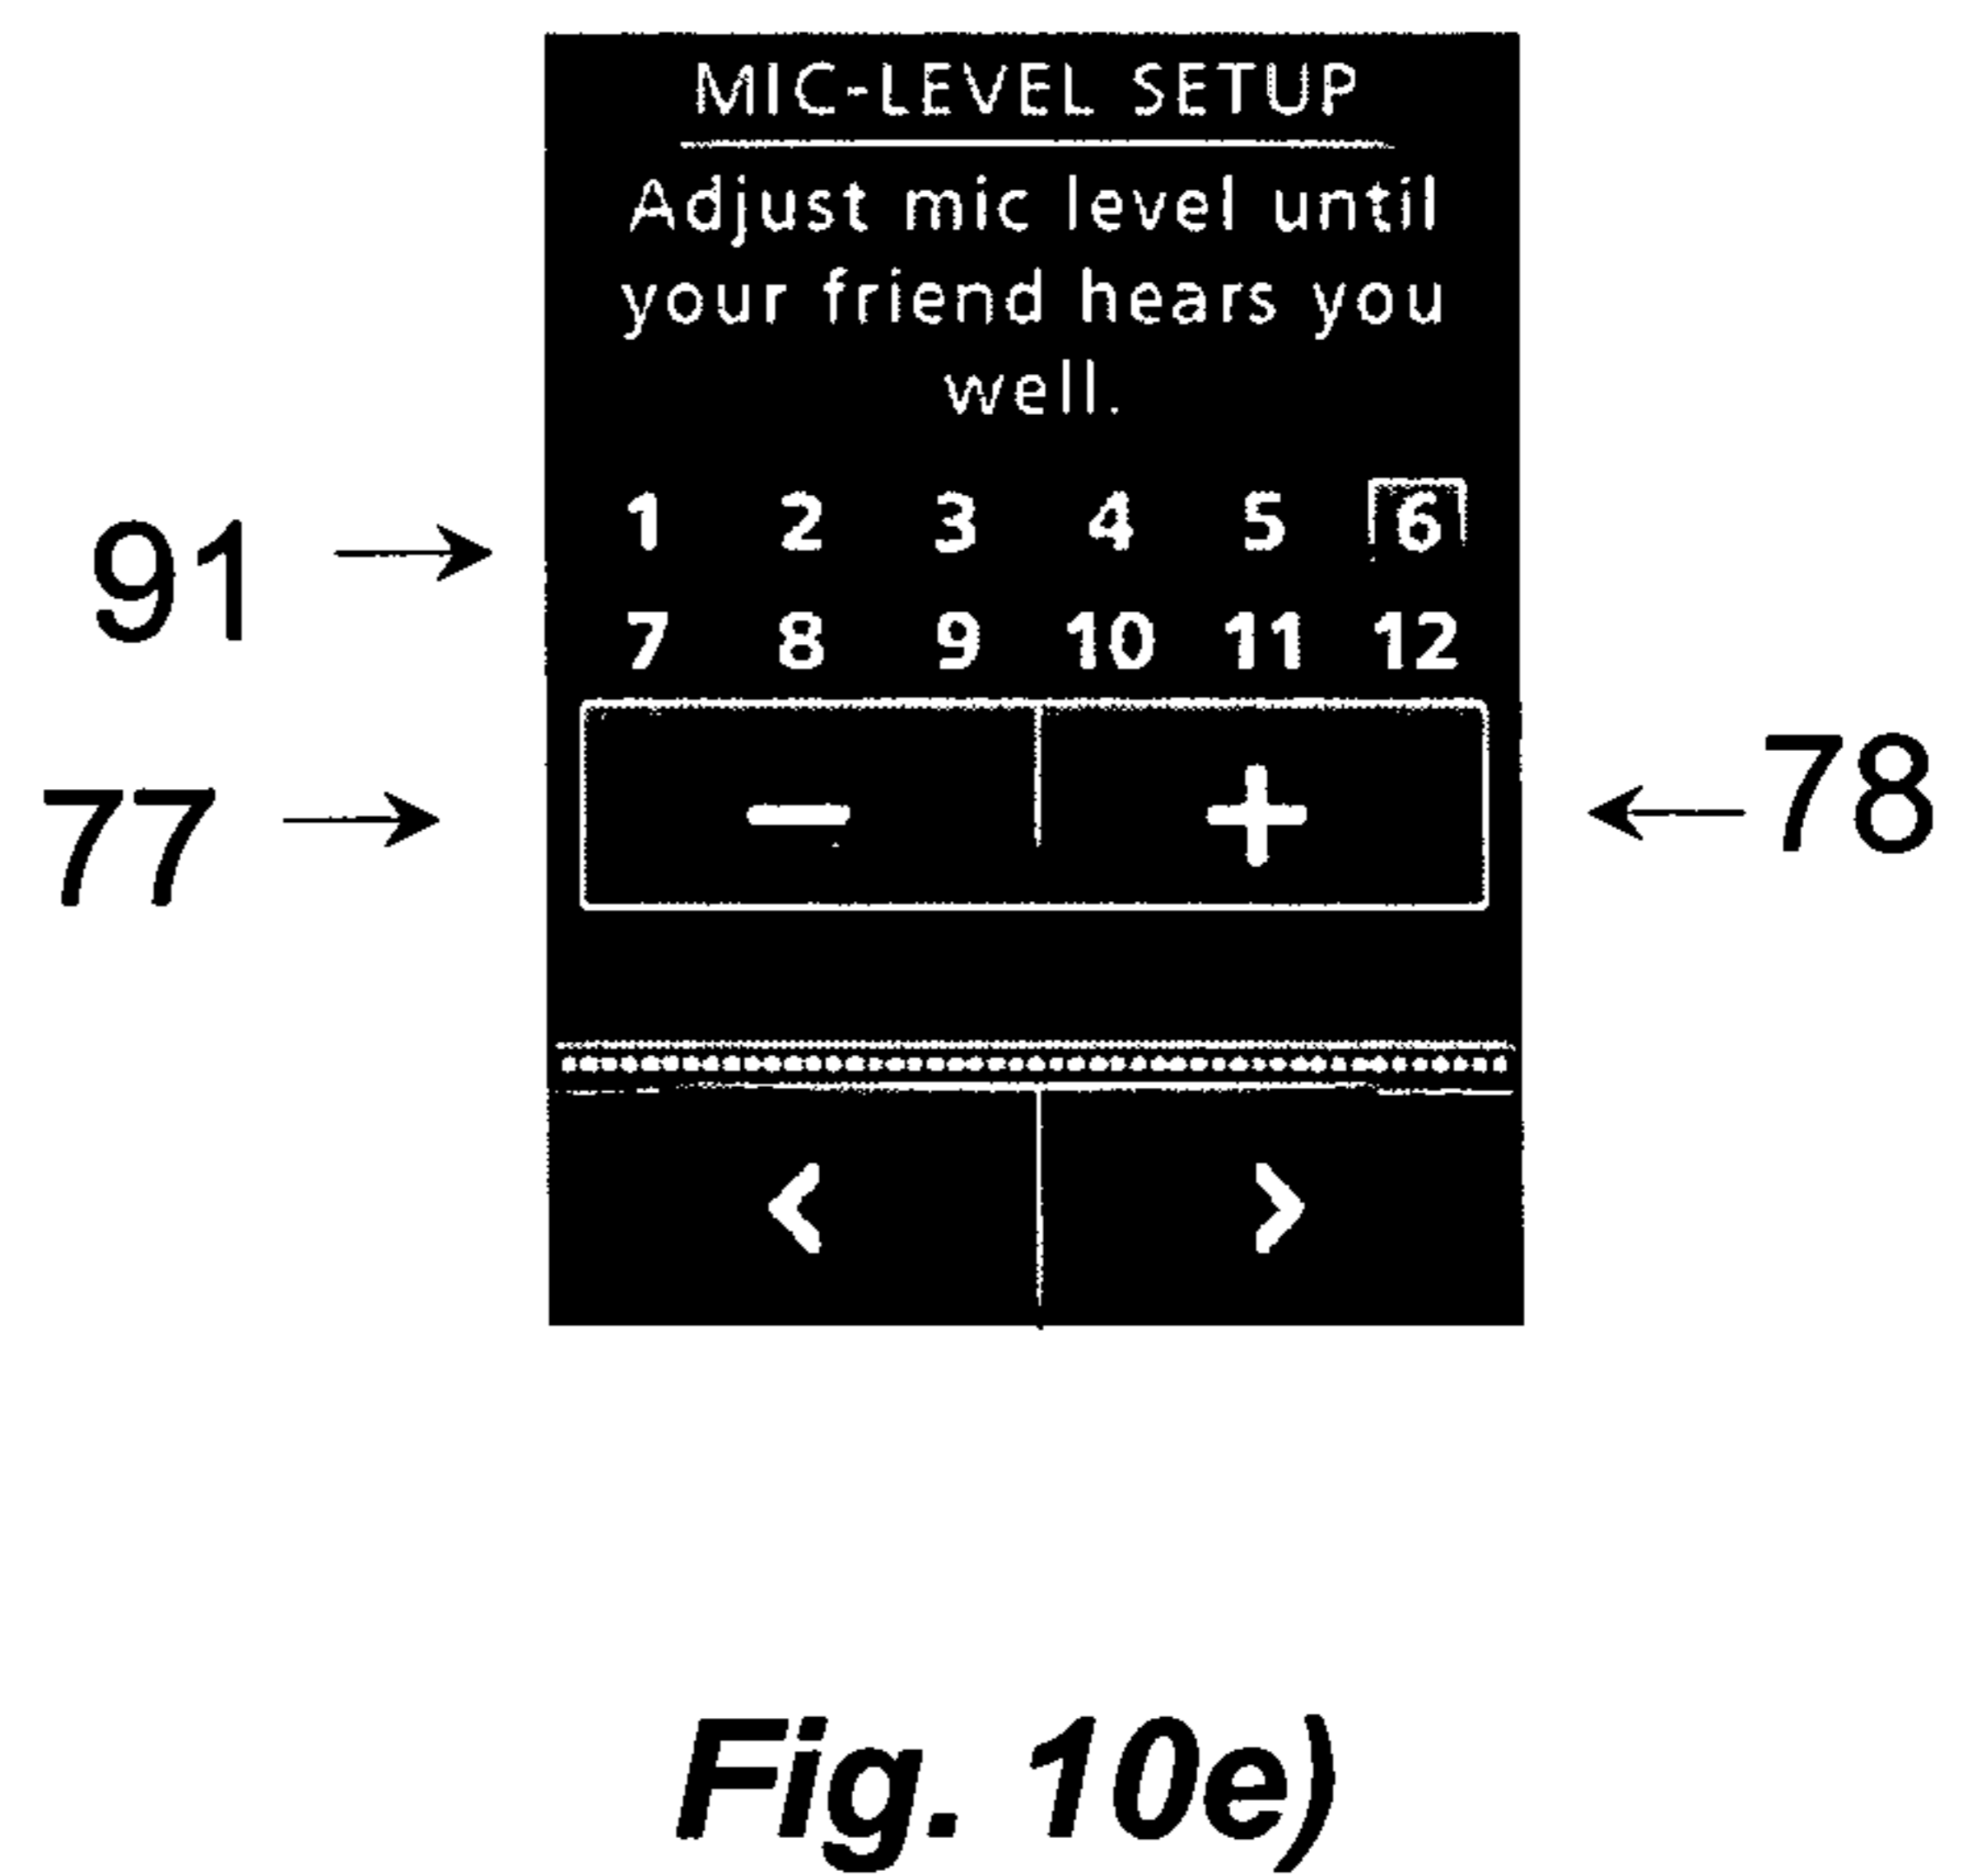 MIC-LEVEL SETUP
Adjust mic level until
your friend hears you
well.
91
1 2 3 4 5 6
7 8 9 10 11 12
77 − + 78
< >
Fig. 10e)